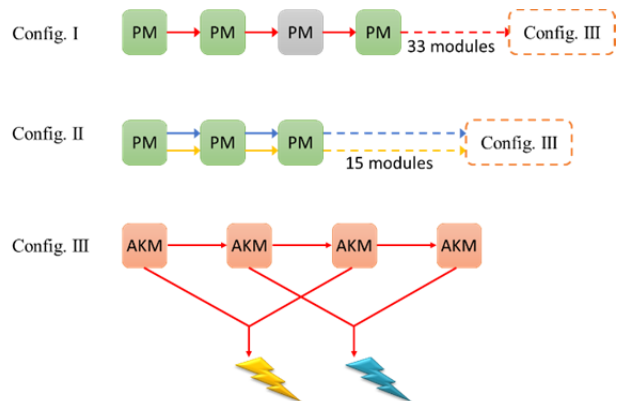 Config. I PM PM PM PM 33 modules Config. III
Config. II PM PM PM 15 modules Config. III
Config. III AKM AKM AKM AKM